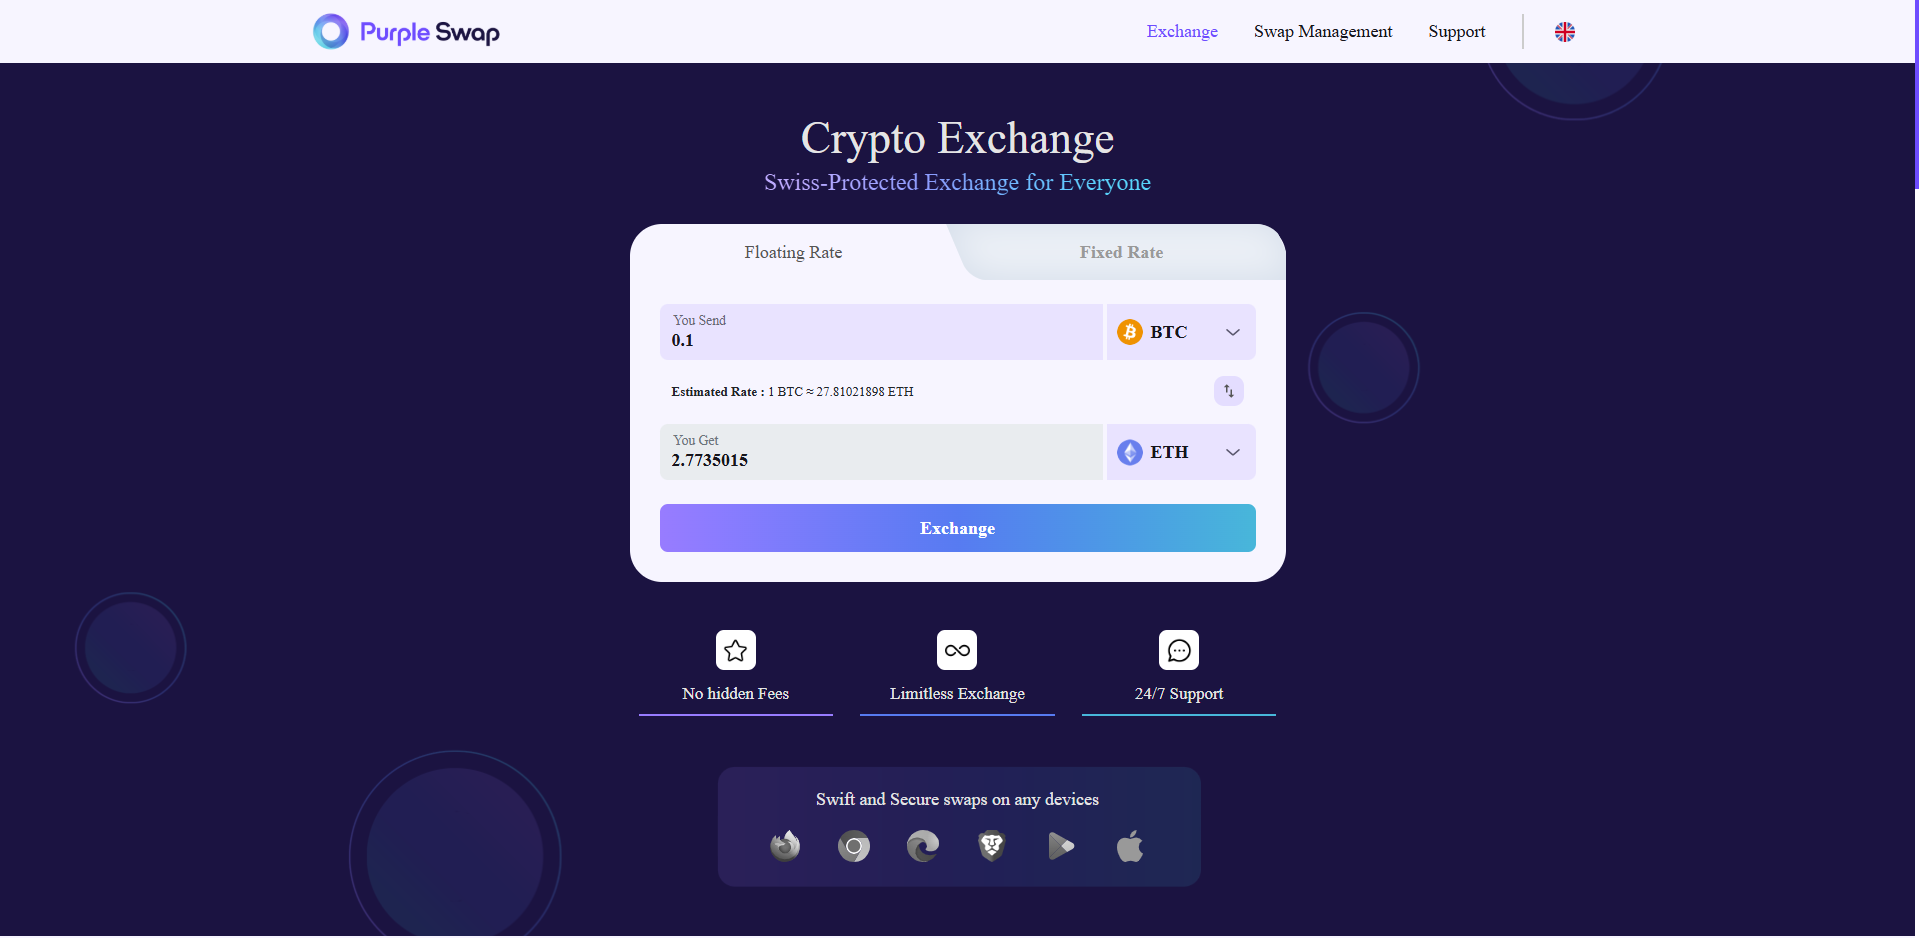 Purple Swap
Exchange
Swap Management
Support
Crypto Exchange
Swiss-Protected Exchange for Everyone
Floating Rate
Fixed Rate
You Send
0.1
BTC
Estimated Rate : 1 BTC ≈ 27.81021898 ETH
You Get
2.7735015
ETH
Exchange
No hidden Fees
Limitless Exchange
24/7 Support
Swift and Secure swaps on any devices